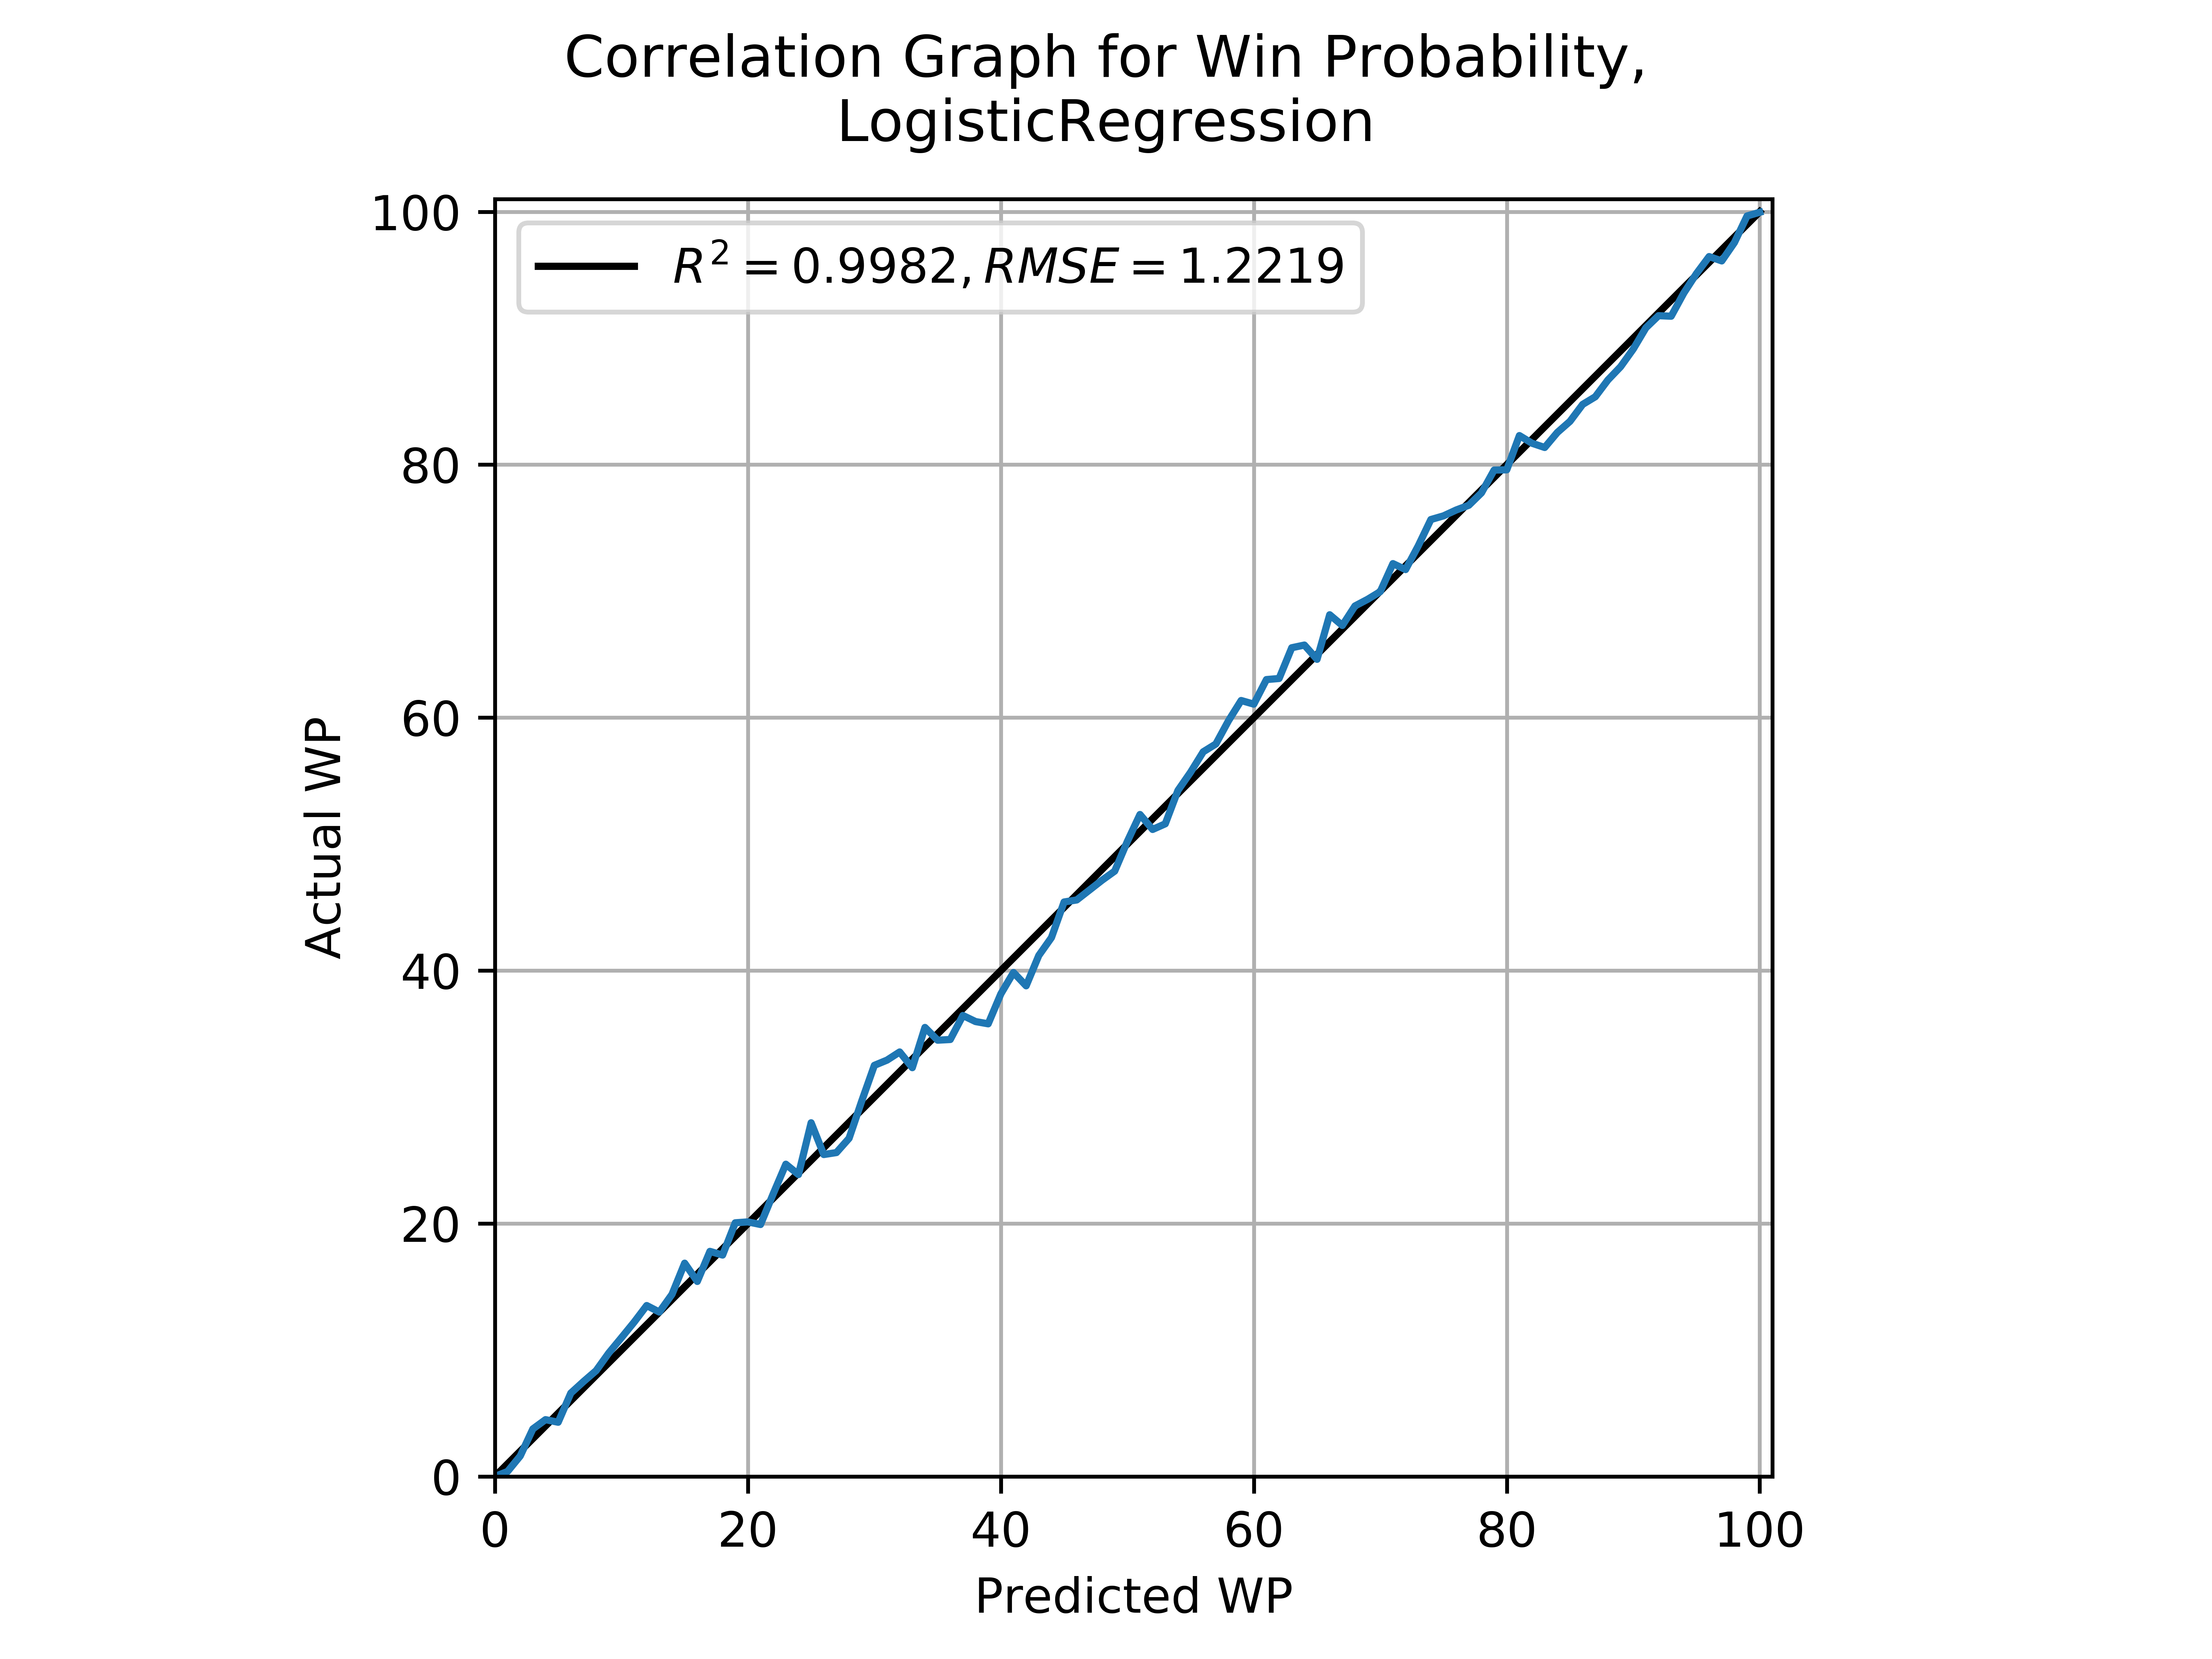 Correlation Graph for Win Probability,
LogisticRegression
R² = 0.9982, RMSE = 1.2219
100
80
60
40
20
0
Actual WP
0 20 40 60 80 100
Predicted WP